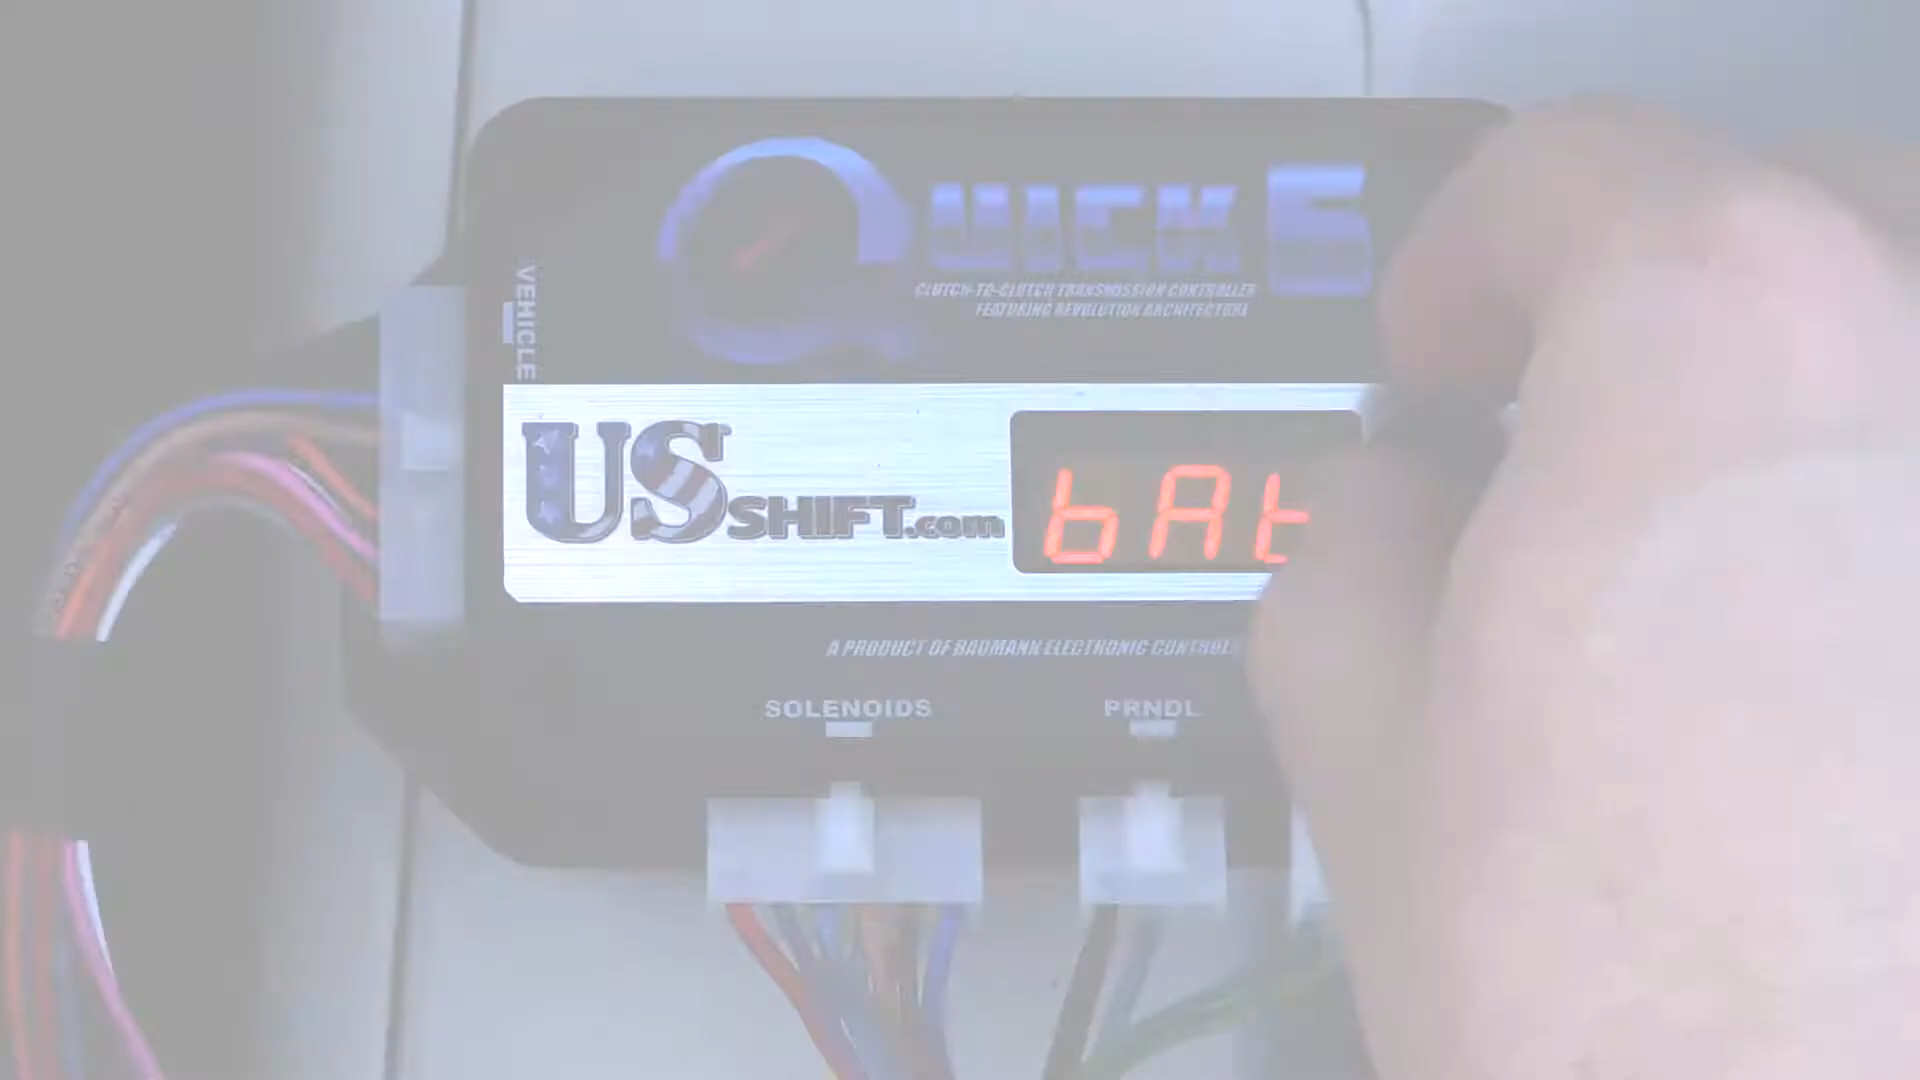 QUICK 6
CLUTCH-TO-CLUTCH TRANSMISSION CONTROLLER
FEATURING REVOLUTION ARCHITECTURE
VEHICLE
USSHIFT.com
bAt
A PRODUCT OF BAUMANN ELECTRONIC CONTROLS
SOLENOIDS
PRNDL